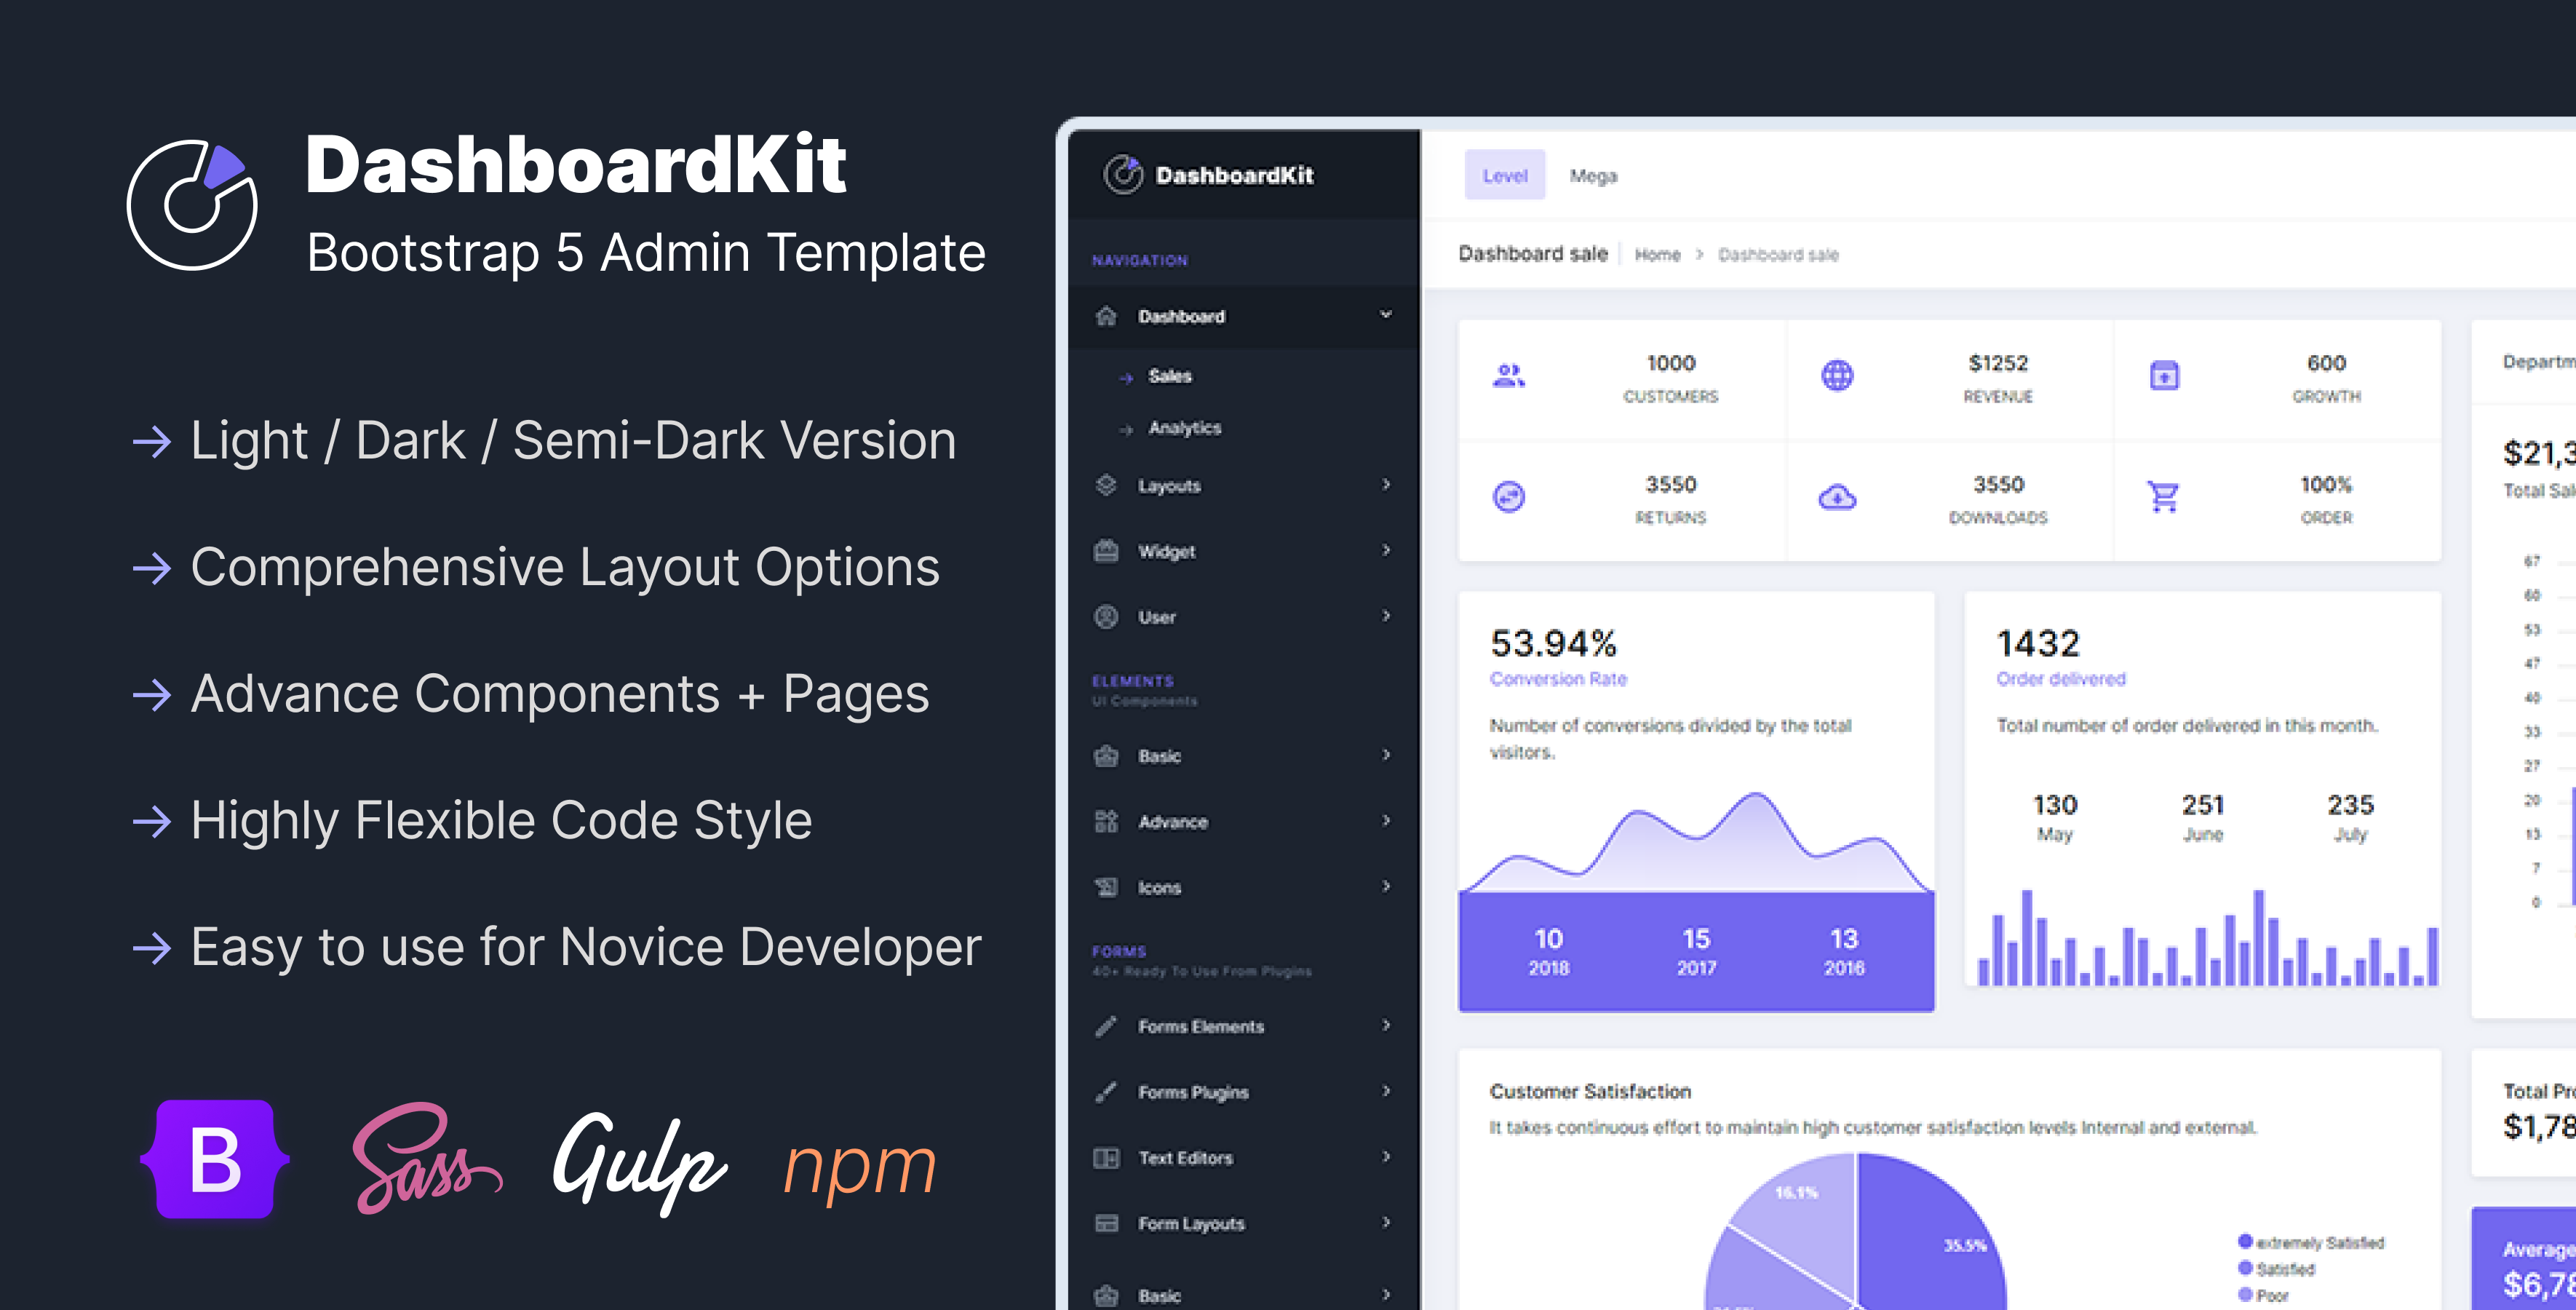 DashboardKit
Bootstrap 5 Admin Template
→ Light / Dark / Semi-Dark Version
→ Comprehensive Layout Options
→ Advance Components + Pages
→ Highly Flexible Code Style
→ Easy to use for Novice Developer
B
Sass
Gulp
npm
DashboardKit
NAVIGATION
Dashboard
Sales
Analytics
Layouts
Widget
User
ELEMENTS
UI Components
Basic
Advance
Icons
FORMS
40+ Ready To Use From Plugins
Forms Elements
Forms Plugins
Text Editors
Form Layouts
Basic
Level Mega
Dashboard sale Home > Dashboard sale
1000
CUSTOMERS
$1252
REVENUE
600
GROWTH
3550
RETURNS
3550
DOWNLOADS
100%
ORDER
53.94%
Conversion Rate
Number of conversions divided by the total
visitors.
10 15 13
2018 2017 2016
1432
Order delivered
Total number of order delivered in this month.
130 251 235
May June July
Customer Satisfaction
It takes continuous effort to maintain high customer satisfaction levels Internal and external.
16.1%
35.5%
extremely Satisfied
Satisfied
Poor
Departm
$21,3
Total Sal
67
60
53
47
40
33
27
20
13
7
0
Total Pr
$1,78
Average
$6,78